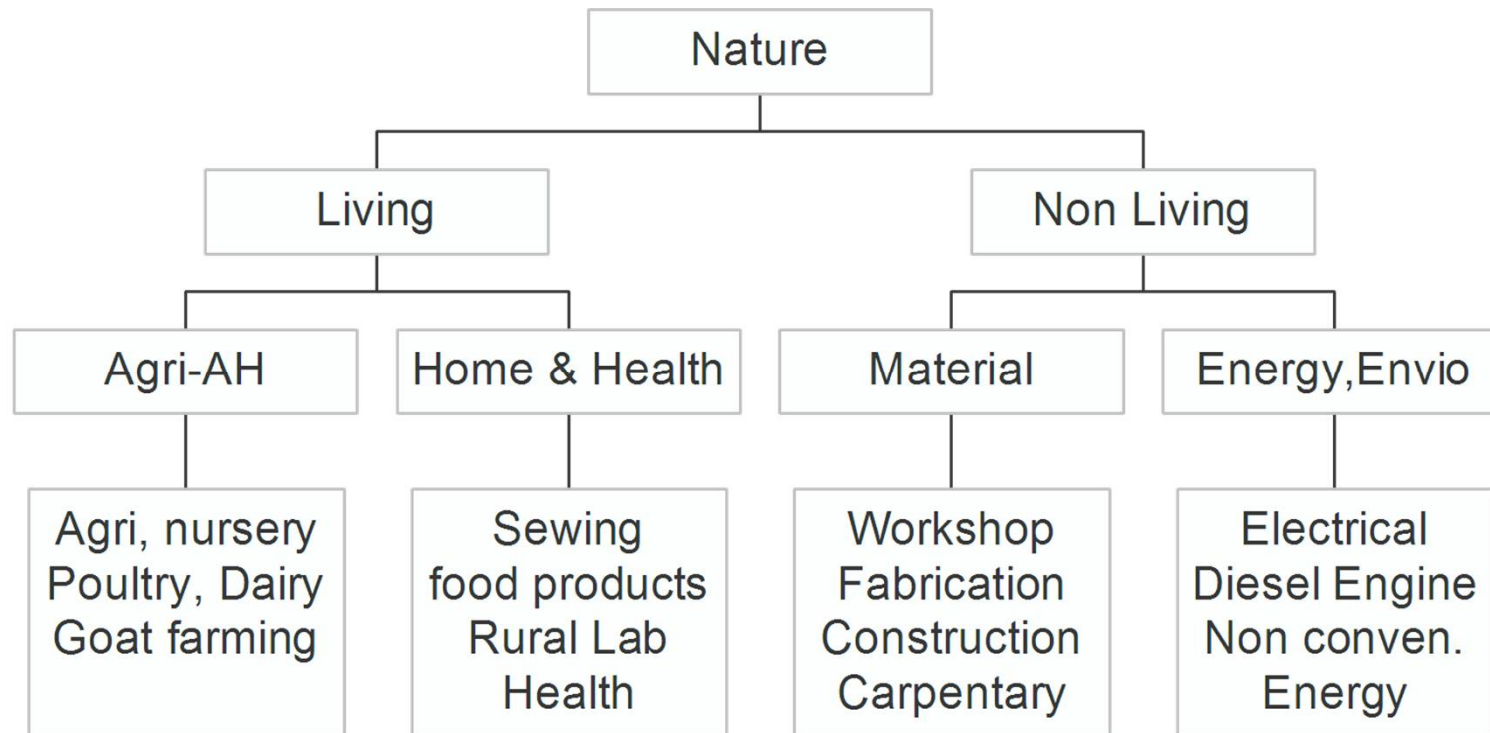 Nature
Living
Non Living
Agri-AH
Home & Health
Material
Energy,Envio
Agri, nursery
Poultry, Dairy
Goat farming
Sewing
food products
Rural Lab
Health
Workshop
Fabrication
Construction
Carpentary
Electrical
Diesel Engine
Non conven.
Energy